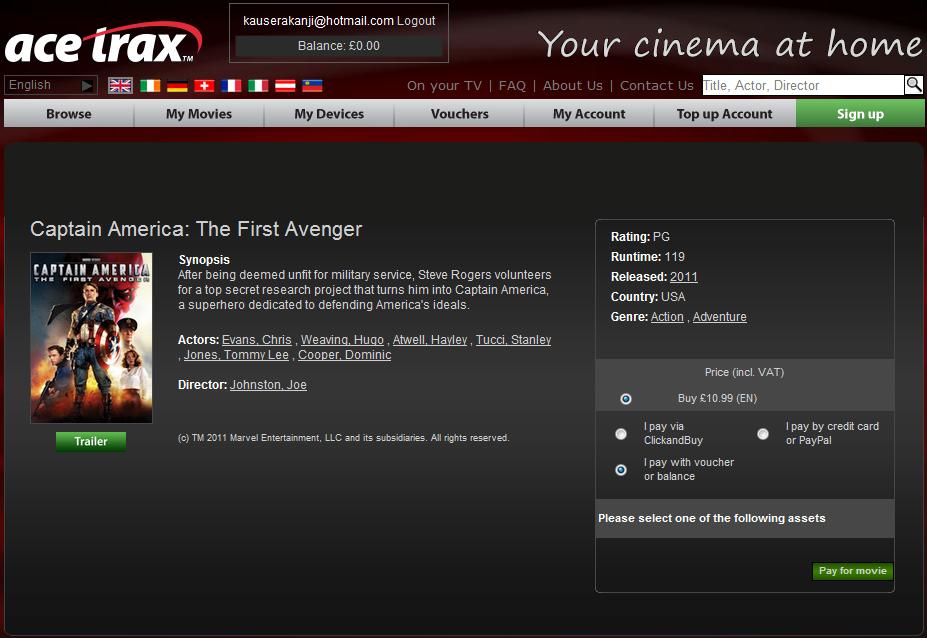 kauserakanji@hotmail.com Logout
Balance: £0.00
ace trax TM
Your cinema at home
English
On your TV | FAQ | About Us | Contact Us
Title, Actor, Director
Browse
My Movies
My Devices
Vouchers
My Account
Top up Account
Sign up
Captain America: The First Avenger
CAPTAIN AMERICA
THE FIRST AVENGER
Trailer
Synopsis
After being deemed unfit for military service, Steve Rogers volunteers
for a top secret research project that turns him into Captain America,
a superhero dedicated to defending America's ideals.
Actors: Evans, Chris , Weaving, Hugo , Atwell, Hayley , Tucci, Stanley
, Jones, Tommy Lee , Cooper, Dominic
Director: Johnston, Joe
(c) TM 2011 Marvel Entertainment, LLC and its subsidiaries. All rights reserved.
Rating: PG
Runtime: 119
Released: 2011
Country: USA
Genre: Action , Adventure
Price (incl. VAT)
Buy £10.99 (EN)
I pay via
ClickandBuy
I pay by credit card
or PayPal
I pay with voucher
or balance
Please select one of the following assets
Pay for movie